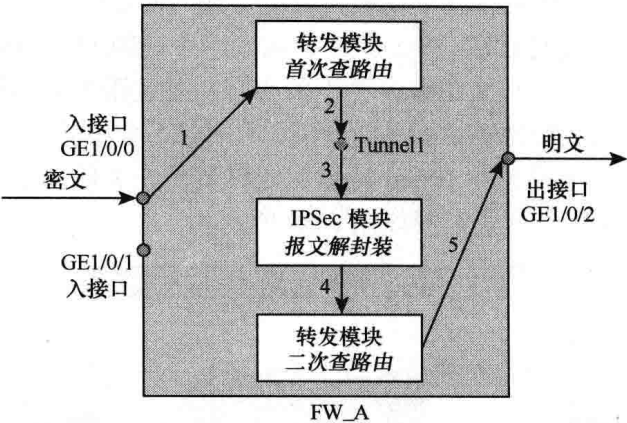 转发模块
首次查路由
入接口
GE1/0/0
1
2
Tunnel1
明文
密文
3
出接口
GE1/0/2
IPSec 模块
报文解封装
GE1/0/1
入接口
5
4
转发模块
二次查路由
FW_A